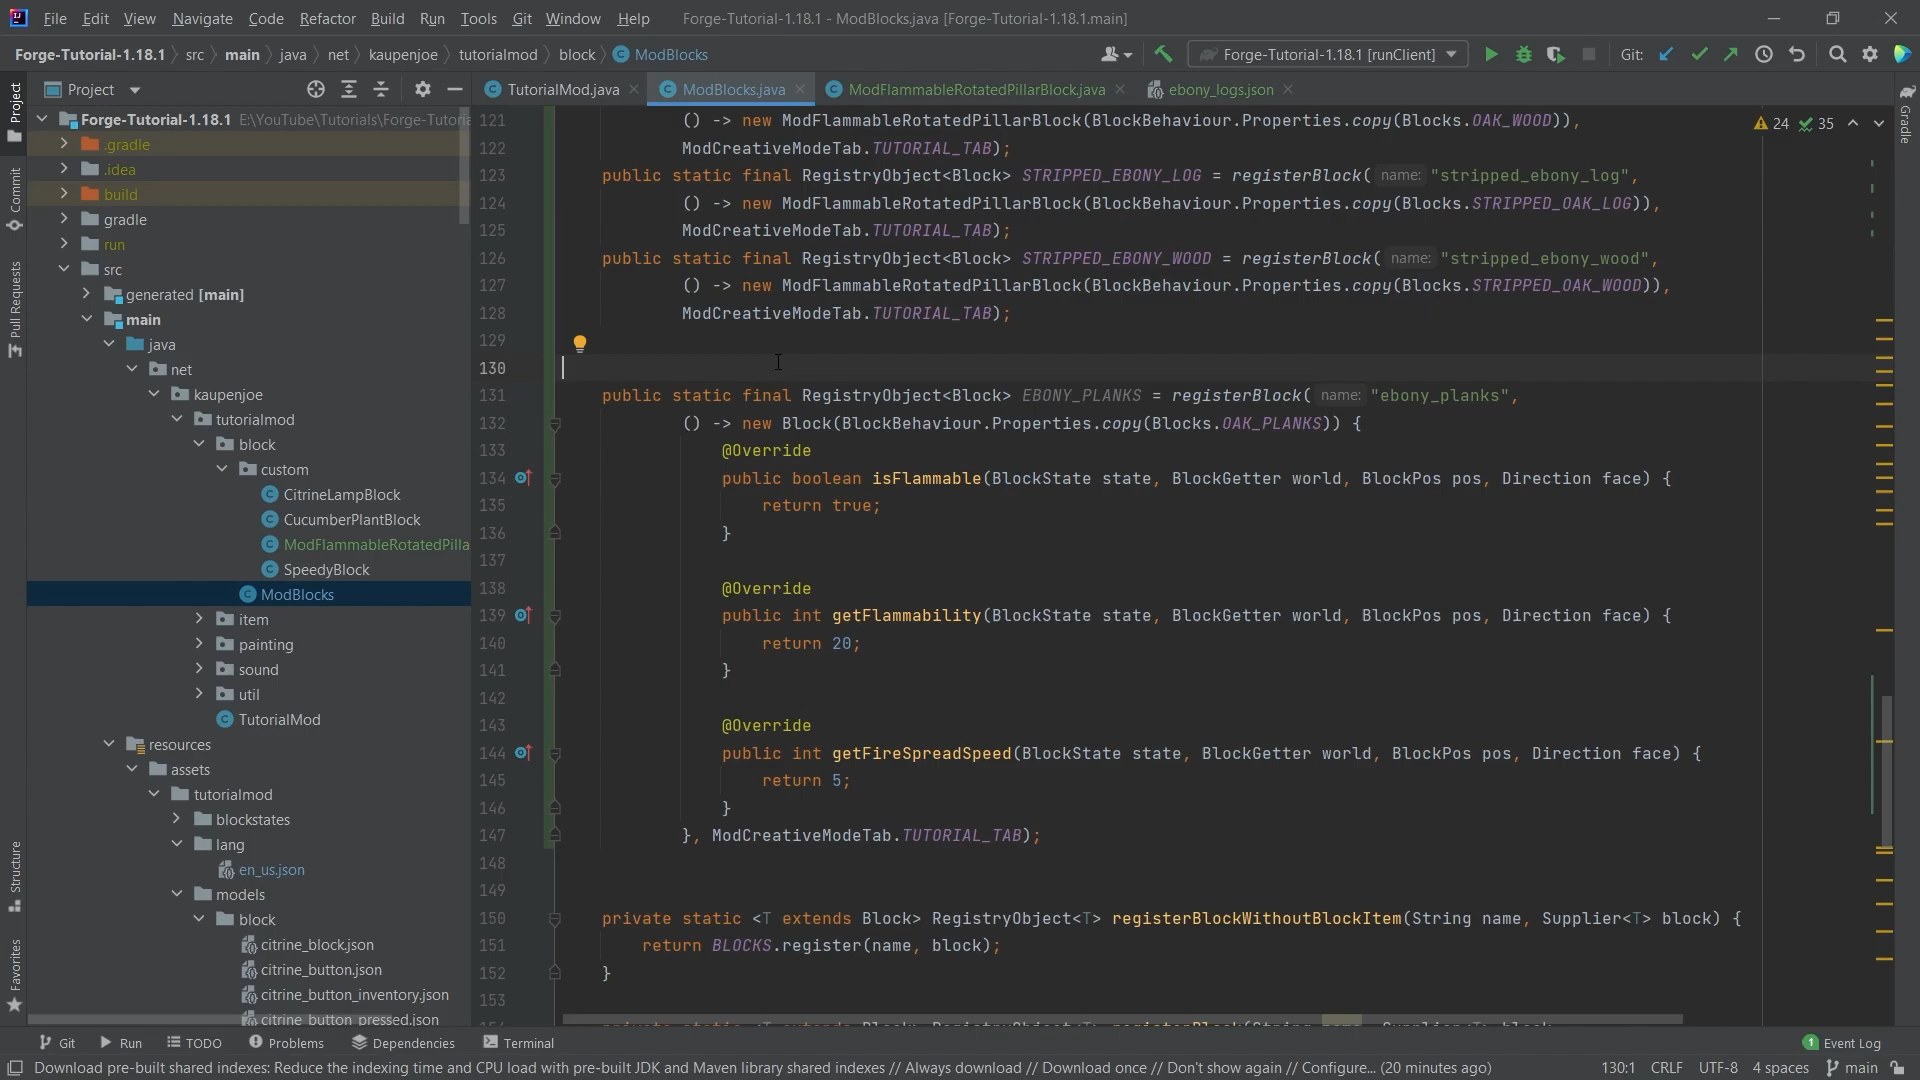 File Edit View Navigate Code Refactor Build Run Tools Git Window Help Forge-Tutorial-1.18.1 - ModBlocks.java [Forge-Tutorial-1.18.1.main]
Forge-Tutorial-1.18.1 src main java net kaupenjoe tutorialmod block ModBlocks Forge-Tutorial-1.18.1 [runClient] Git:
Project TutorialMod.java ModBlocks.java ModFlammableRotatedPillarBlock.java ebony_logs.json
Project
Commit
Pull Requests
Structure
Favorites
Gradle
Forge-Tutorial-1.18.1 E:\YouTube\Tutorials\Forge-Tutoria
.gradle
.idea
build
gradle
run
src
generated [main]
main
java
net
kaupenjoe
tutorialmod
block
custom
CitrineLampBlock
CucumberPlantBlock
ModFlammableRotatedPilla
SpeedyBlock
ModBlocks
item
painting
sound
util
TutorialMod
resources
assets
tutorialmod
blockstates
lang
en_us.json
models
block
citrine_block.json
citrine_button.json
citrine_button_inventory.json
citrine_button_pressed.json
24 35
121 () -> new ModFlammableRotatedPillarBlock(BlockBehaviour.Properties.copy(Blocks.OAK_WOOD)),
122 ModCreativeModeTab.TUTORIAL_TAB);
123 public static final RegistryObject<Block> STRIPPED_EBONY_LOG = registerBlock( name: "stripped_ebony_log",
124 () -> new ModFlammableRotatedPillarBlock(BlockBehaviour.Properties.copy(Blocks.STRIPPED_OAK_LOG)),
125 ModCreativeModeTab.TUTORIAL_TAB);
126 public static final RegistryObject<Block> STRIPPED_EBONY_WOOD = registerBlock( name: "stripped_ebony_wood",
127 () -> new ModFlammableRotatedPillarBlock(BlockBehaviour.Properties.copy(Blocks.STRIPPED_OAK_WOOD)),
128 ModCreativeModeTab.TUTORIAL_TAB);
129
130
131 public static final RegistryObject<Block> EBONY_PLANKS = registerBlock( name: "ebony_planks",
132 () -> new Block(BlockBehaviour.Properties.copy(Blocks.OAK_PLANKS)) {
133 @Override
134 public boolean isFlammable(BlockState state, BlockGetter world, BlockPos pos, Direction face) {
135 return true;
136 }
137
138 @Override
139 public int getFlammability(BlockState state, BlockGetter world, BlockPos pos, Direction face) {
140 return 20;
141 }
142
143 @Override
144 public int getFireSpreadSpeed(BlockState state, BlockGetter world, BlockPos pos, Direction face) {
145 return 5;
146 }
147 }, ModCreativeModeTab.TUTORIAL_TAB);
148
149
150 private static <T extends Block> RegistryObject<T> registerBlockWithoutBlockItem(String name, Supplier<T> block) {
151 return BLOCKS.register(name, block);
152 }
153
Git Run TODO Problems Dependencies Terminal 1 Event Log
Download pre-built shared indexes: Reduce the indexing time and CPU load with pre-built JDK and Maven library shared indexes // Always download // Download once // Don't show again // Configure... (20 minutes ago) 130:1 CRLF UTF-8 4 spaces main